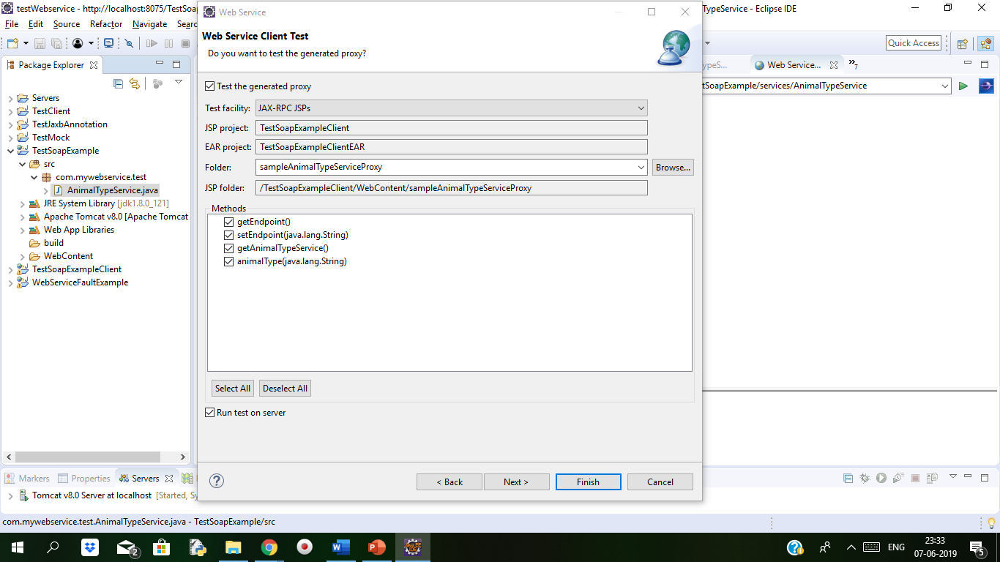 testWebservice - http://localhost:8075/TestSoa
Web Service
TypeService - Eclipse IDE
File Edit Source Refactor Navigate Searc
Web Service Client Test
Do you want to test the generated proxy?
Quick Access
Package Explorer
Web Service...
7
TestSoapExample/services/AnimalTypeService
Servers
TestClient
TestJaxbAnnotation
TestMock
TestSoapExample
src
com.mywebservice.test
AnimalTypeService.java
JRE System Library [jdk1.8.0_121]
Apache Tomcat v8.0 [Apache Tomcat
Web App Libraries
build
WebContent
TestSoapExampleClient
WebServiceFaultExample
Test the generated proxy
Test facility: JAX-RPC JSPs
JSP project: TestSoapExampleClient
EAR project: TestSoapExampleClientEAR
Folder: sampleAnimalTypeServiceProxy Browse...
JSP folder: /TestSoapExampleClient/WebContent/sampleAnimalTypeServiceProxy
Methods
getEndpoint()
setEndpoint(java.lang.String)
getAnimalTypeService()
animalType(java.lang.String)
Select All Deselect All
Run test on server
< Back Next > Finish Cancel
Markers Properties Servers
Tomcat v8.0 Server at localhost [Started, Sy
com.mywebservice.test.AnimalTypeService.java - TestSoapExample/src
2
JAVA EE IDE
ENG
23:33
07-06-2019
5